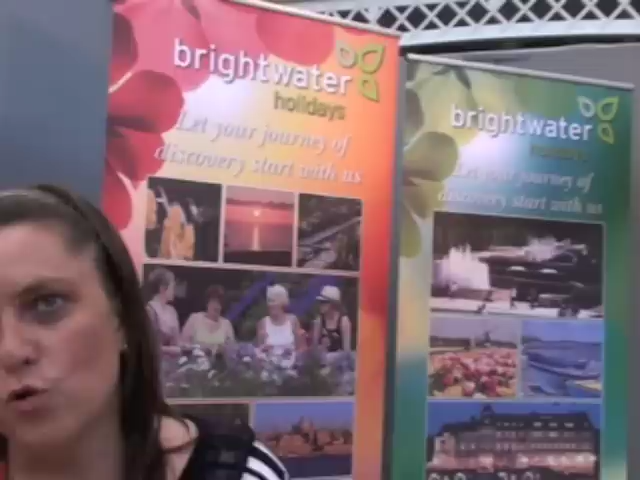 brightwater
holidays
Let your journey of
discovery start with us
brightwater
holidays
Let your journey of
discovery start with us